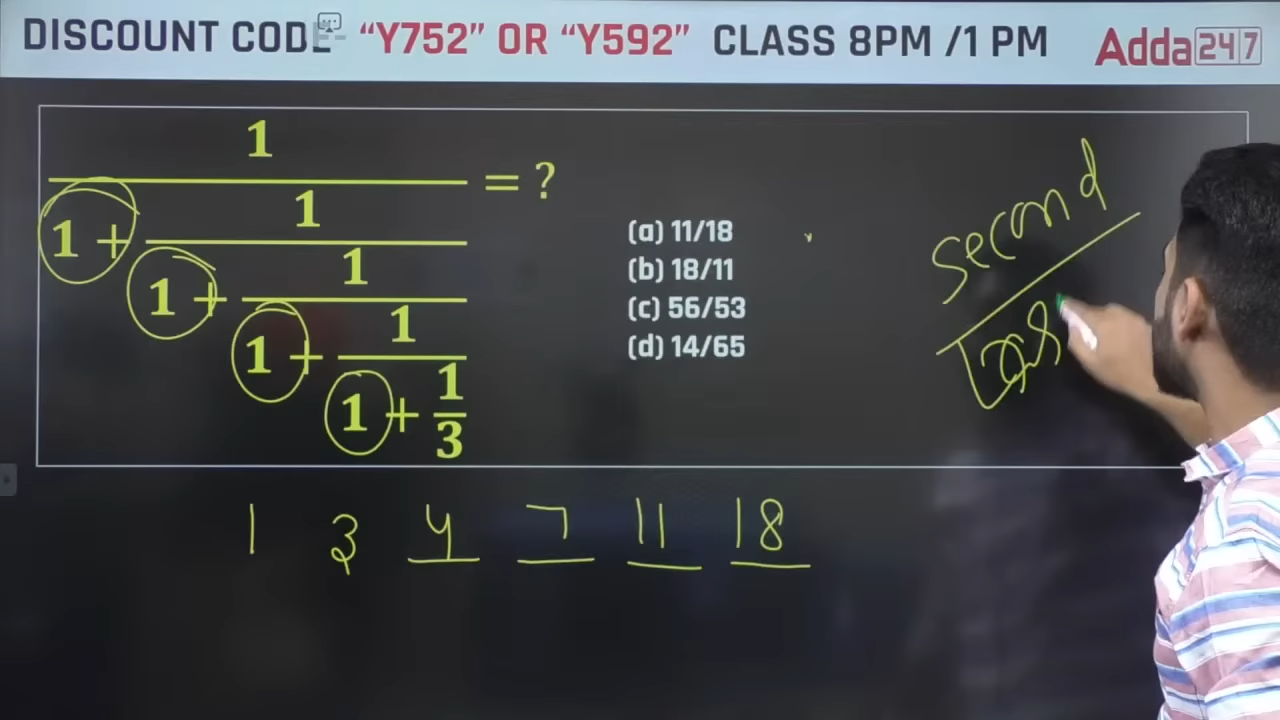 DISCOUNT CODE “Y752” OR “Y592” CLASS 8PM /1 PM
Adda247
1
1 +
1
1 +
1
1 +
1
1 +
1
3
= ?
(a) 11/18
(b) 18/11
(c) 56/53
(d) 14/65
second
1 3 4 7 11 18